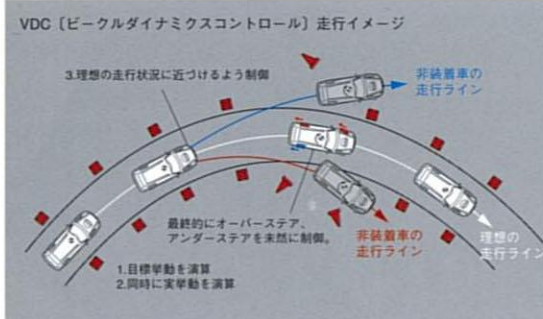 VDC〔ビークルダイナミクスコントロール〕走行イメージ
3.理想の走行状況に近づけるよう制御
非装着車の
走行ライン
最終的にオーバーステア、
アンダーステアを未然に制御。
非装着車の
走行ライン
理想の
走行ライン
1.目標挙動を演算
2.同時に実挙動を演算